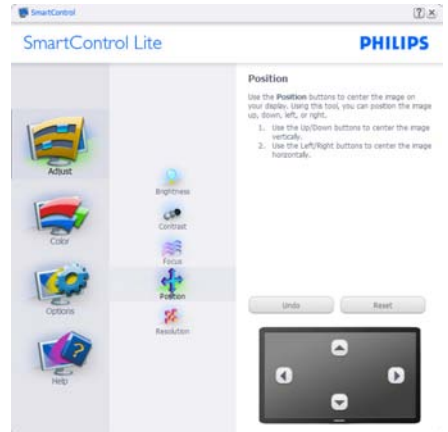 SmartControl
SmartControl Lite
PHILIPS
Adjust
Color
Options
Help
Brightness
Contrast
Focus
Position
Resolution
Position
Use the Position buttons to center the image on
your display. Using the tool, you can position the image
up, down, left, or right.
1. Use the Up/Down buttons to center the image
vertically.
2. Use the Left/Right buttons to center the image
horizontally.
Undo
Reset